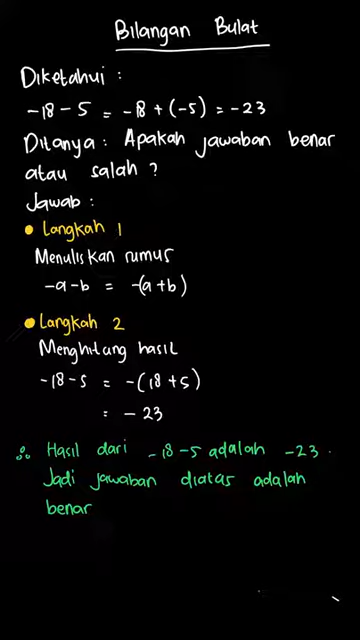 Bilangan Bulat
Diketahui :
-18 - 5 = -18 + (-5) = -23
Ditanya : Apakah jawaban benar
atau salah ?
Jawab :
• Langkah 1
Menuliskan rumus
-a-b = -(a+b)
• Langkah 2
Menghitung hasil
-18-5 = -(18+5)
= -23
∴ Hasil dari -18-5 adalah -23.
Jadi jawaban diatas adalah
benar